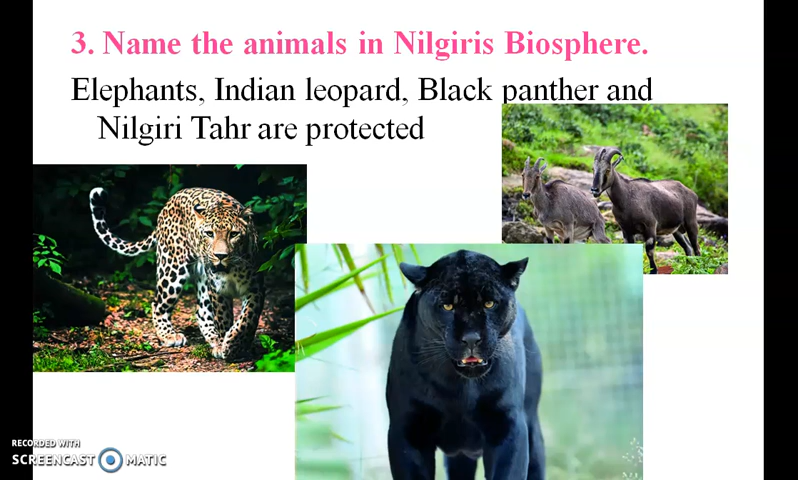 3. Name the animals in Nilgiris Biosphere.
Elephants, Indian leopard, Black panther and
Nilgiri Tahr are protected
RECORDED WITH
SCREENCAST MATIC